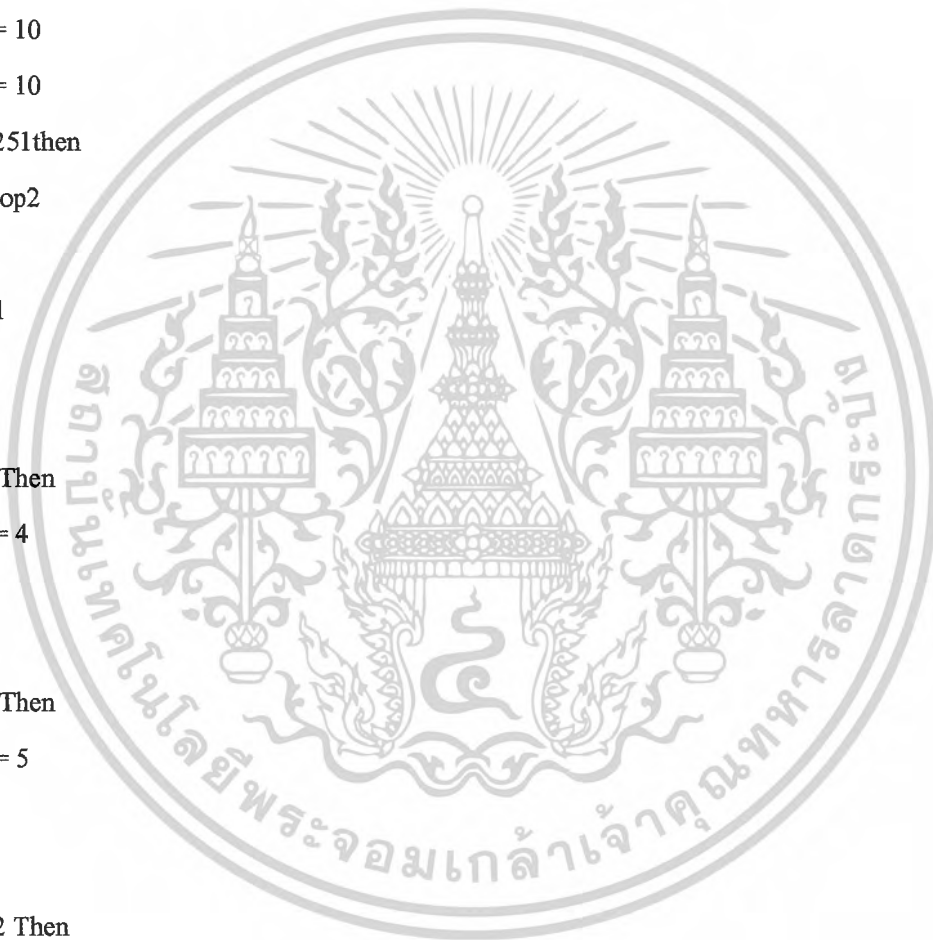 = 10
= 10
251then
op2
1
Then
= 4
Then
= 5
2 Then
สถาบันเทคโนโลยีพระจอมเกล้าเจ้าคุณทหารลาดกระบัง
๔